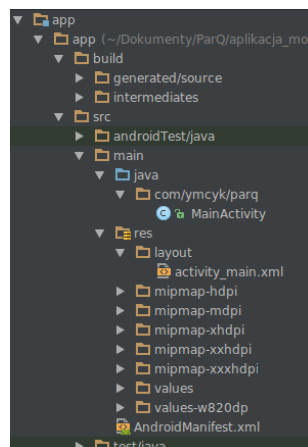 app
app (~/Dokumenty/ParQ/aplikacja_mo
build
generated/source
intermediates
src
androidTest/java
main
java
com/ymcyk/parq
MainActivity
res
layout
activity_main.xml
mipmap-hdpi
mipmap-mdpi
mipmap-xhdpi
mipmap-xxhdpi
mipmap-xxxhdpi
values
values-w820dp
AndroidManifest.xml
test/java